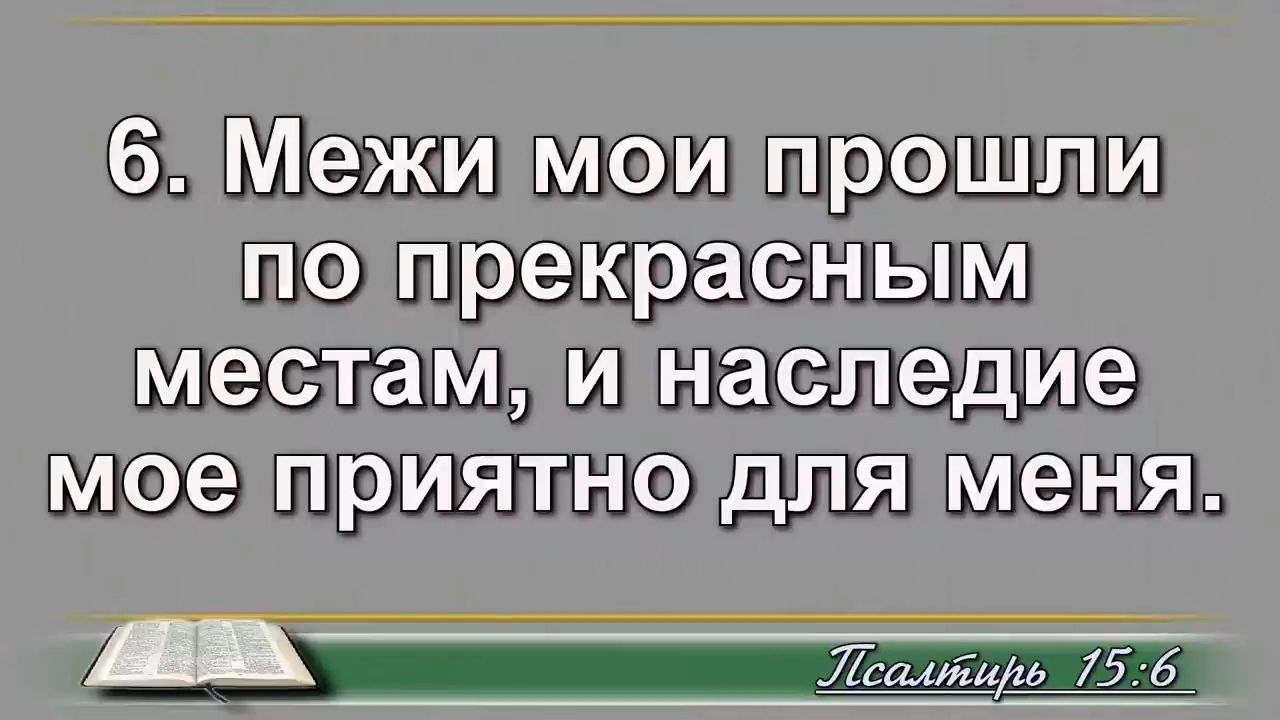 6. Межи мои прошли
по прекрасным
местам, и наследие
мое приятно для меня.
Псалтирь 15:6